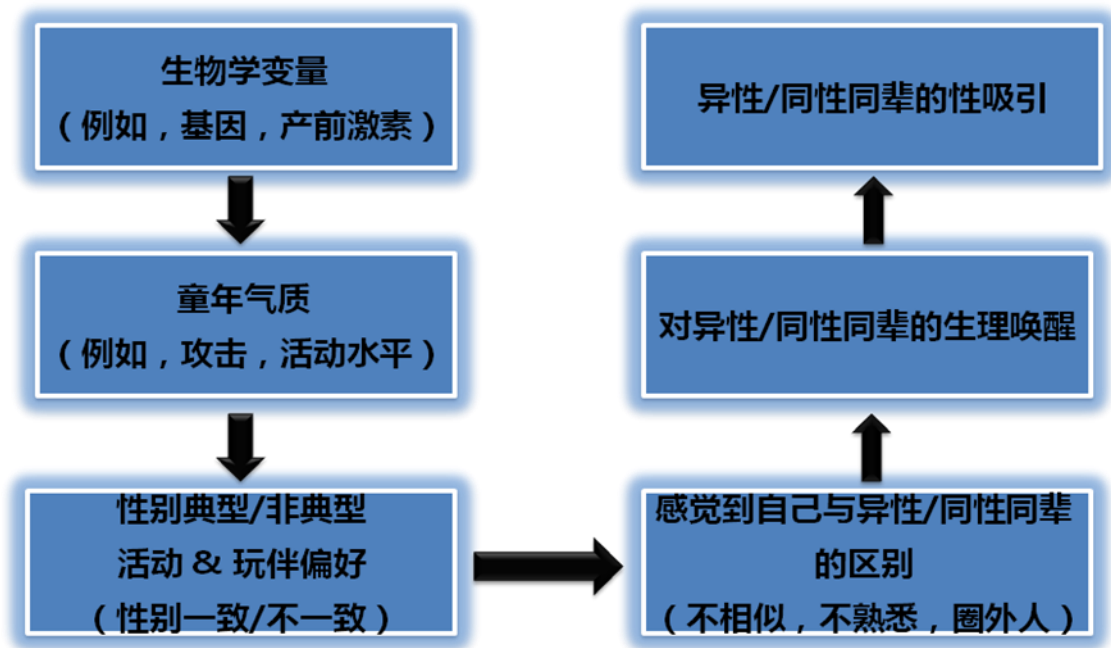 生物学变量
（例如，基因，产前激素）
童年气质
（例如，攻击，活动水平）
性别典型/非典型
活动 & 玩伴偏好
（性别一致/不一致）
感觉到自己与异性/同性同辈
的区别
（不相似，不熟悉，圈外人）
对异性/同性同辈的生理唤醒
异性/同性同辈的性吸引